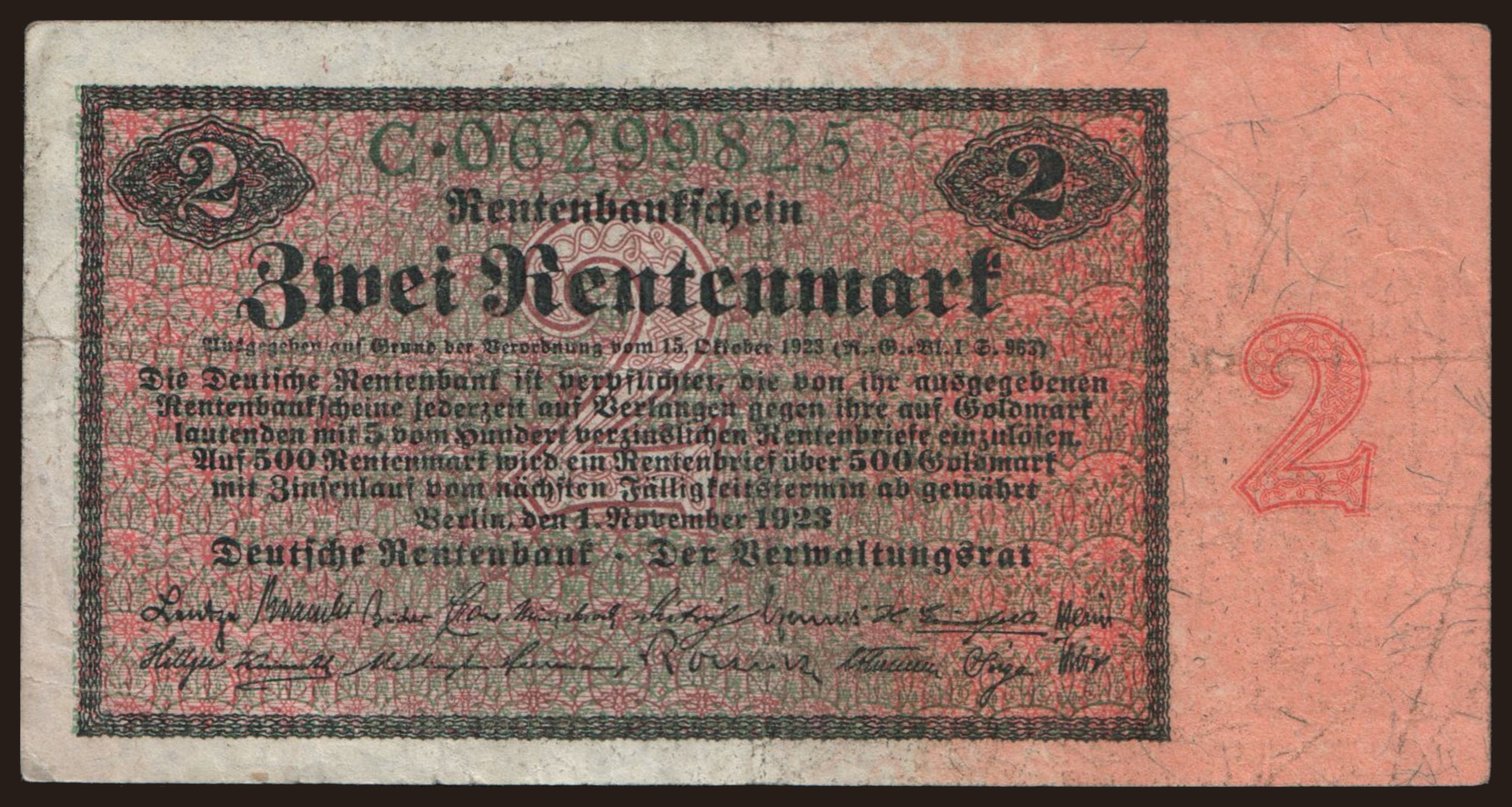 C·06299825
2 2
Rentenbankschein
Zwei Rentenmark
Ausgegeben auf Grund der Verordnung vom 15. Oktober 1923 (R.-G.-Bl. I S. 963)
Die Deutsche Rentenbank ist verpflichtet, die von ihr ausgegebenen
Rentenbankscheine jederzeit auf Verlangen gegen ihre auf Goldmark
lautenden mit 5 vom Hundert verzinslichen Rentenbriefe einzulösen.
Auf 500 Rentenmark wird ein Rentenbrief über 500 Goldmark
mit Zinsenlauf vom nächsten Fälligkeitstermin ab gewährt
Berlin, den 1. November 1923
Deutsche Rentenbank · Der Verwaltungsrat
Lentze
2
2